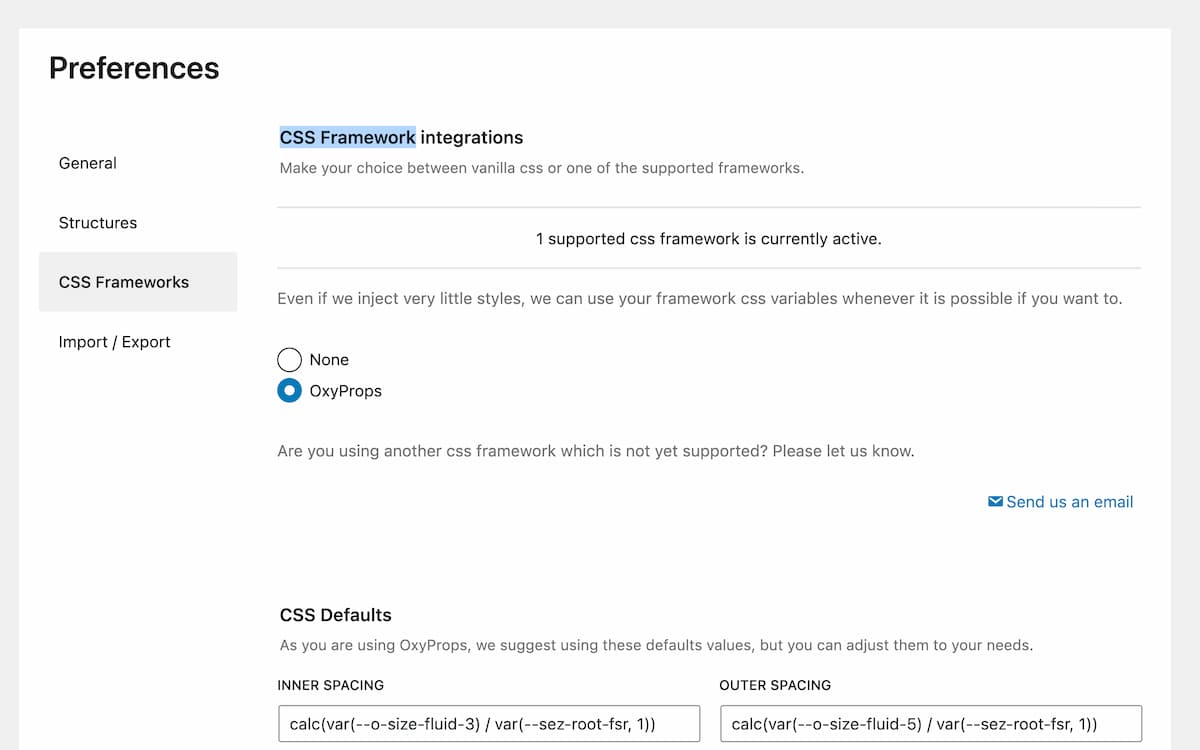 Preferences
General
Structures
CSS Frameworks
Import / Export
CSS Framework integrations
Make your choice between vanilla css or one of the supported frameworks.
1 supported css framework is currently active.
Even if we inject very little styles, we can use your framework css variables whenever it is possible if you want to.
None
OxyProps
Are you using another css framework which is not yet supported? Please let us know.
Send us an email
CSS Defaults
As you are using OxyProps, we suggest using these defaults values, but you can adjust them to your needs.
INNER SPACING
calc(var(--o-size-fluid-3) / var(--sez-root-fsr, 1))
OUTER SPACING
calc(var(--o-size-fluid-5) / var(--sez-root-fsr, 1))